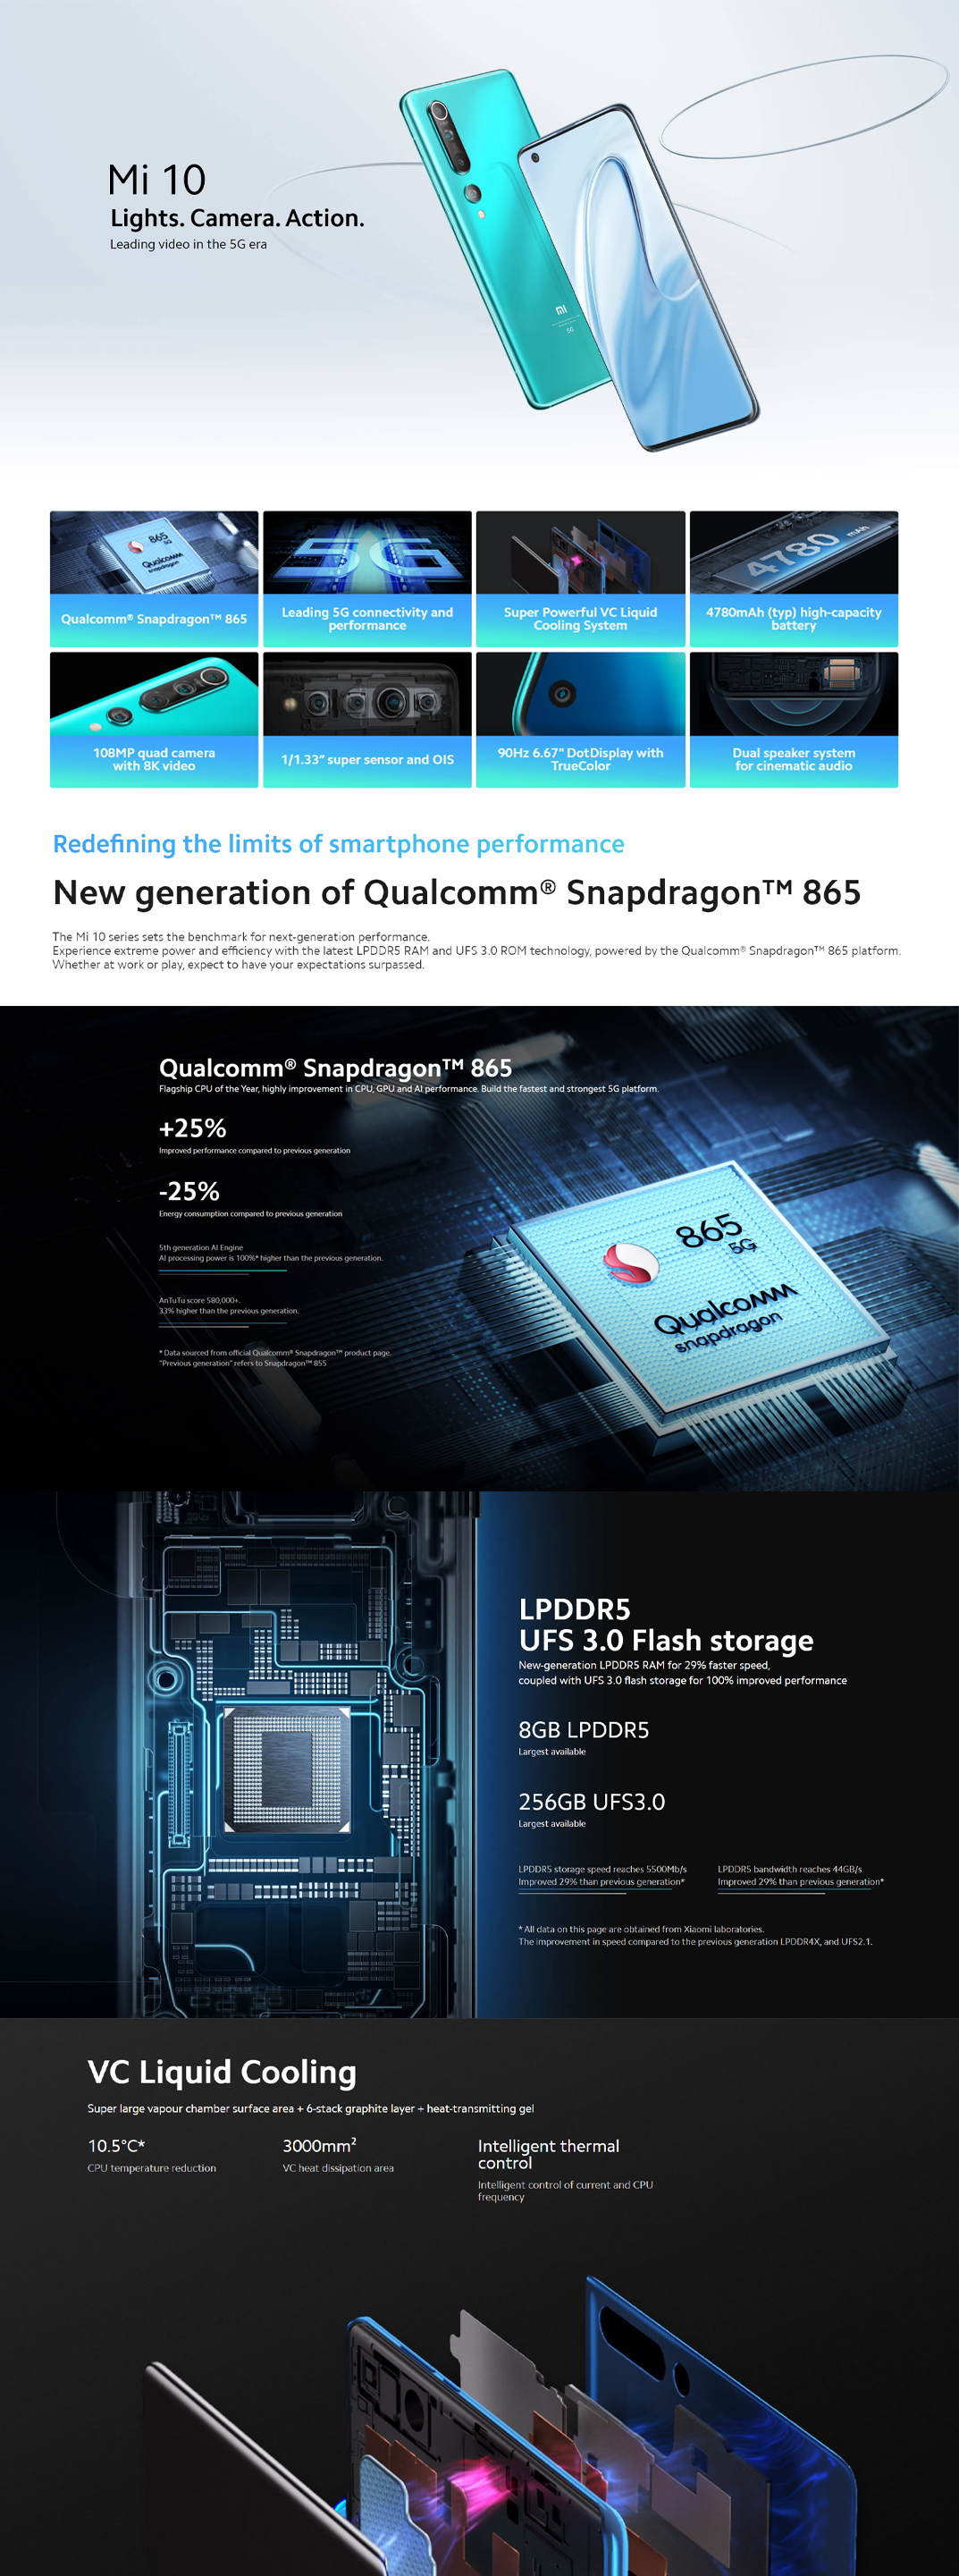 Mi 10
Lights. Camera. Action.
Leading video in the 5G era
mi
5G
865
5G
Qualcomm
snapdragon
5G
4780 mAh
Qualcomm® Snapdragon™ 865
Leading 5G connectivity and
performance
Super Powerful VC Liquid
Cooling System
4780mAh (typ) high-capacity
battery
108MP quad camera
with 8K video
1/1.33” super sensor and OIS
90Hz 6.67" DotDisplay with
TrueColor
Dual speaker system
for cinematic audio
Redefining the limits of smartphone performance
New generation of Qualcomm® Snapdragon™ 865
The Mi 10 series sets the benchmark for next-generation performance.
Experience extreme power and efficiency with the latest LPDDR5 RAM and UFS 3.0 ROM technology, powered by the Qualcomm® Snapdragon™ 865 platform.
Whether at work or play, expect to have your expectations surpassed.
Qualcomm® Snapdragon™ 865
Flagship CPU of the Year, highly improvement in CPU, GPU and AI performance. Build the fastest and strongest 5G platform.
+25%
Improved performance compared to previous generation
-25%
Energy consumption compared to previous generation
5th generation AI Engine
AI processing power is 100%* higher than the previous generation.
AnTuTu score 580,000+.
33% higher than the previous generation.
* Data sourced from official Qualcomm® Snapdragon™ product page.
"Previous generation" refers to Snapdragon™ 855
865
5G
Qualcomm
snapdragon
LPDDR5
UFS 3.0 Flash storage
New-generation LPDDR5 RAM for 29% faster speed,
coupled with UFS 3.0 flash storage for 100% improved performance
8GB LPDDR5
Largest available
256GB UFS3.0
Largest available
LPDDR5 storage speed reaches 5500Mb/s
Improved 29% than previous generation*
LPDDR5 bandwidth reaches 44GB/s
Improved 29% than previous generation*
* All data on this page are obtained from Xiaomi laboratories.
The improvement in speed compared to the previous generation LPDDR4X, and UFS2.1.
VC Liquid Cooling
Super large vapour chamber surface area + 6-stack graphite layer + heat-transmitting gel
10.5°C*
CPU temperature reduction
3000mm²
VC heat dissipation area
Intelligent thermal
control
Intelligent control of current and CPU
frequency